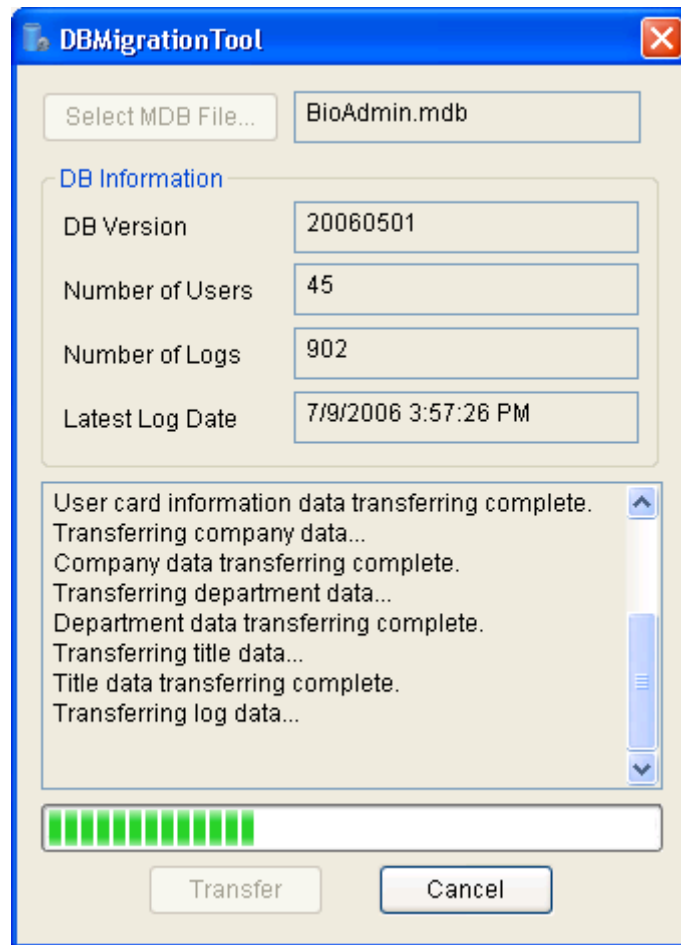 DBMigrationTool
Select MDB File... BioAdmin.mdb
DB Information
DB Version 20060501
Number of Users 45
Number of Logs 902
Latest Log Date 7/9/2006 3:57:26 PM
User card information data transferring complete.
Transferring company data...
Company data transferring complete.
Transferring department data...
Department data transferring complete.
Transferring title data...
Title data transferring complete.
Transferring log data...
Transfer Cancel